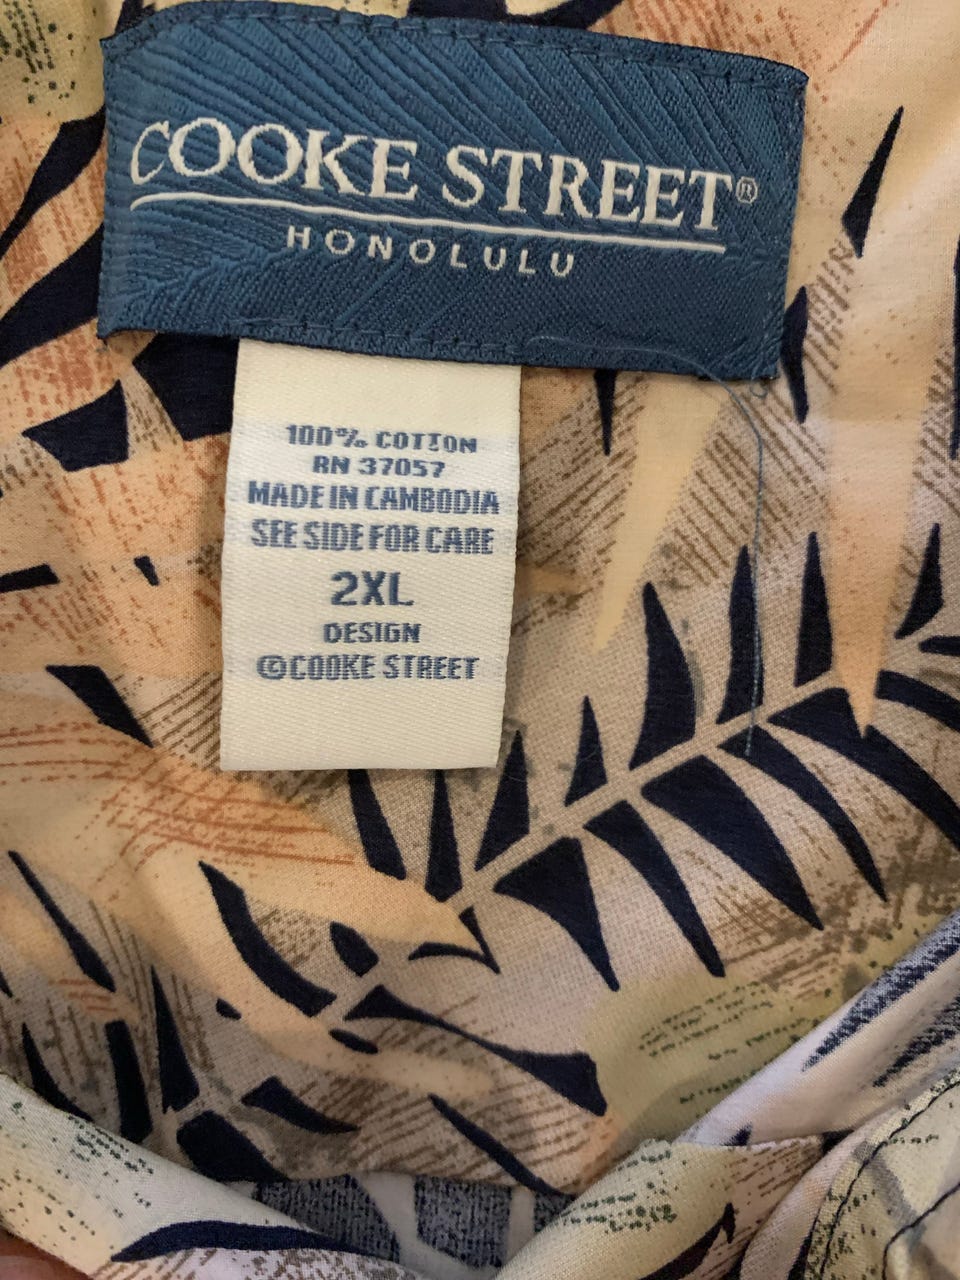 COOKE STREET®
HONOLULU
100% COTTON
RN 37057
MADE IN CAMBODIA
SEE SIDE FOR CARE
2XL
DESIGN
©COOKE STREET